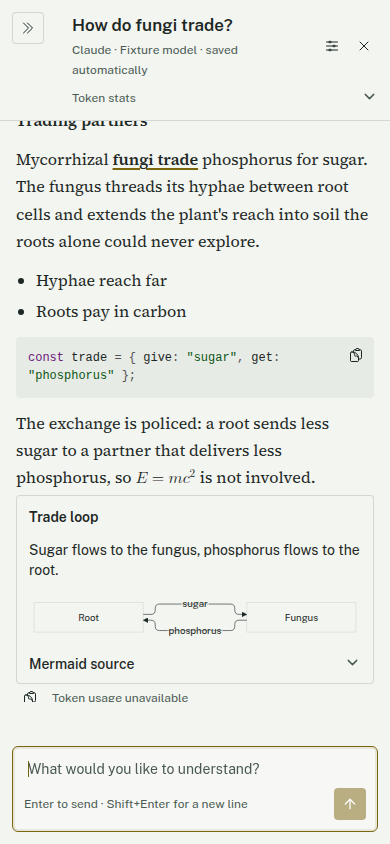 How do fungi trade?
Claude · Fixture model · saved
automatically
Token stats
Trading partners
Mycorrhizal fungi trade phosphorus for sugar.
The fungus threads its hyphae between root
cells and extends the plant's reach into soil the
roots alone could never explore.
• Hyphae reach far
• Roots pay in carbon
const trade = { give: "sugar", get:
"phosphorus" };
The exchange is policed: a root sends less
sugar to a partner that delivers less
phosphorus, so E = mc² is not involved.
Trade loop
Sugar flows to the fungus, phosphorus flows to the
root.
sugar
Root
Fungus
phosphorus
Mermaid source
Token usage unavailable
What would you like to understand?
Enter to send · Shift+Enter for a new line